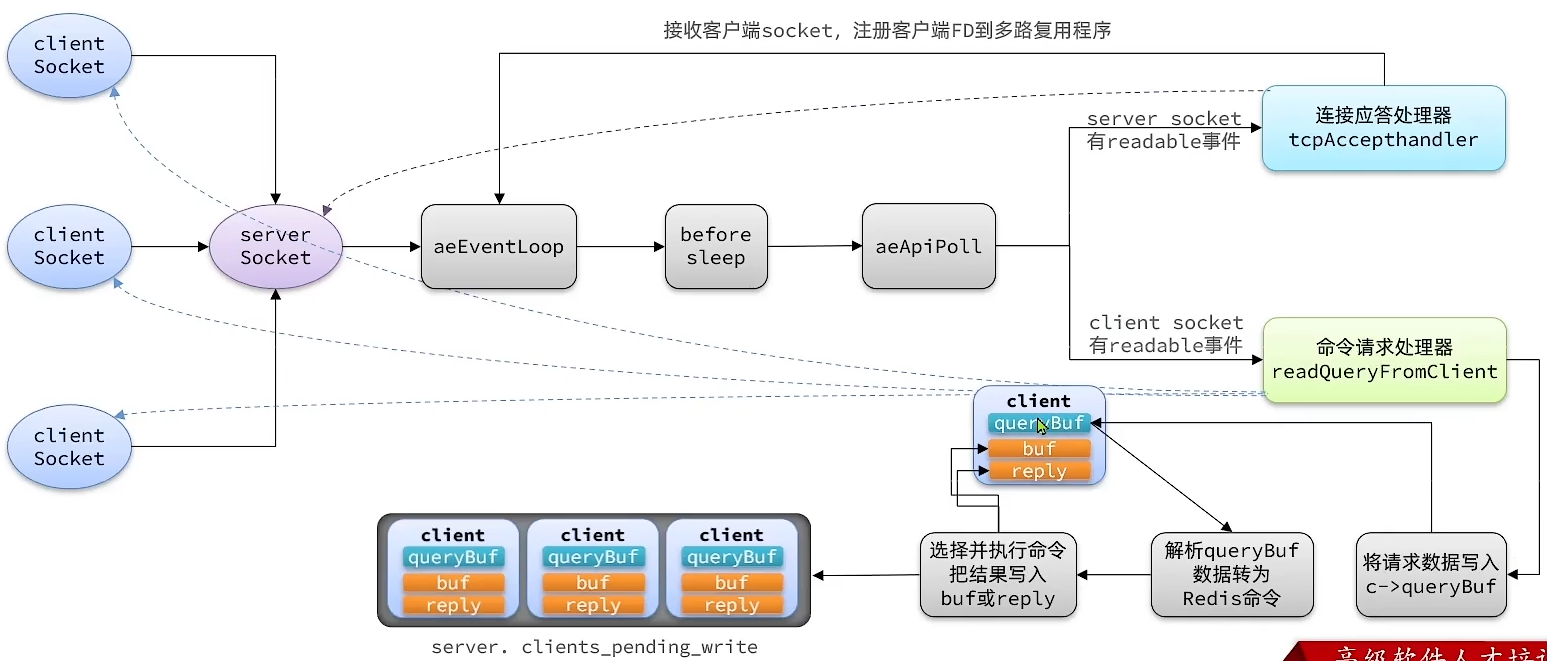 接收客户端socket，注册客户端FD到多路复用程序
client
Socket
server socket
有readable事件
连接应答处理器
tcpAccepthandler
client
Socket
server
Socket
aeEventLoop
before
sleep
aeApiPoll
client socket
有readable事件
命令请求处理器
readQueryFromClient
client
Socket
client
queryBuf
buf
reply
client
queryBuf
buf
reply
client
queryBuf
buf
reply
client
queryBuf
buf
reply
选择并执行命令
把结果写入
buf或reply
解析queryBuf
数据转为
Redis命令
将请求数据写入
c->queryBuf
server. clients_pending_write
高级软件人才培